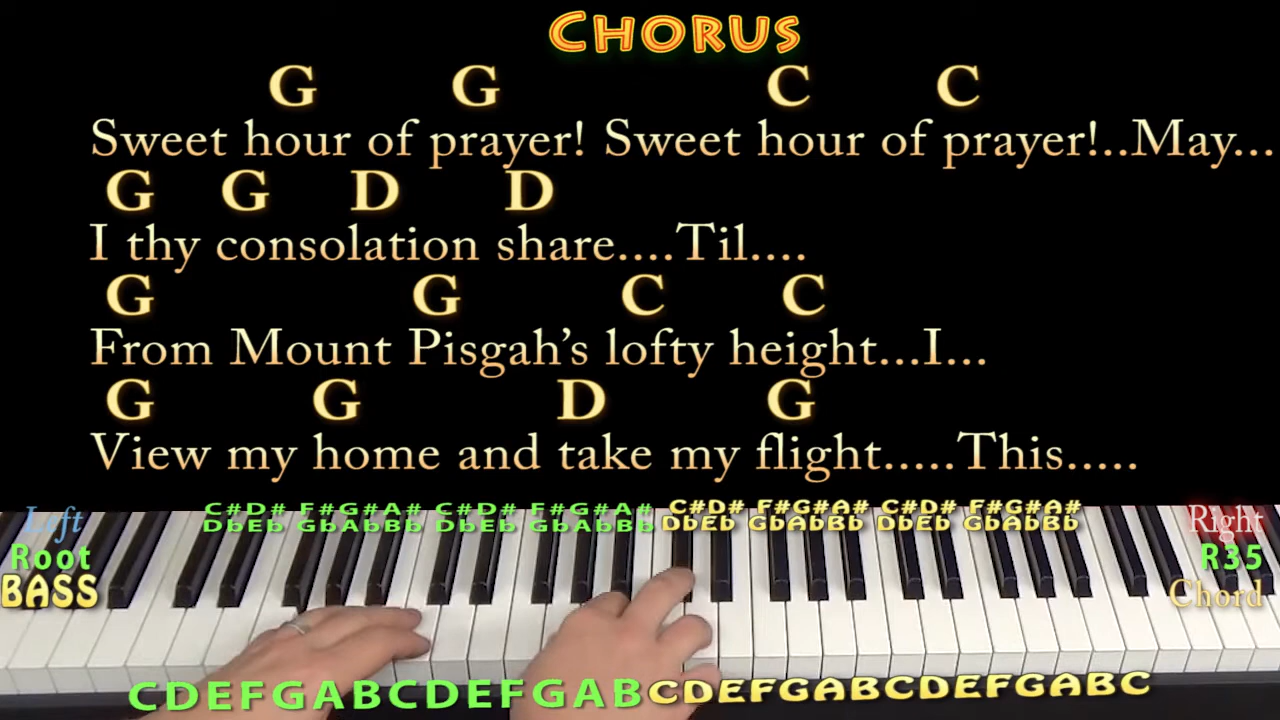 CHORUS
G G C C
Sweet hour of prayer! Sweet hour of prayer!..May...
G G D D
I thy consolation share....Til....
G G C C
From Mount Pisgah's lofty height...I...
G G D G
View my home and take my flight.....This.....
C#D# F#G#A# C#D# F#G#A# C#D# F#G#A# C#D# F#G#A#
Left DbEb GbAbBb DbEb GbAbBb DbEb GbAbBb DbEb GbAbBb Right
Root R35
BASS Chord
CDEFGABCDEFGABCDEFGABCDEFGABC